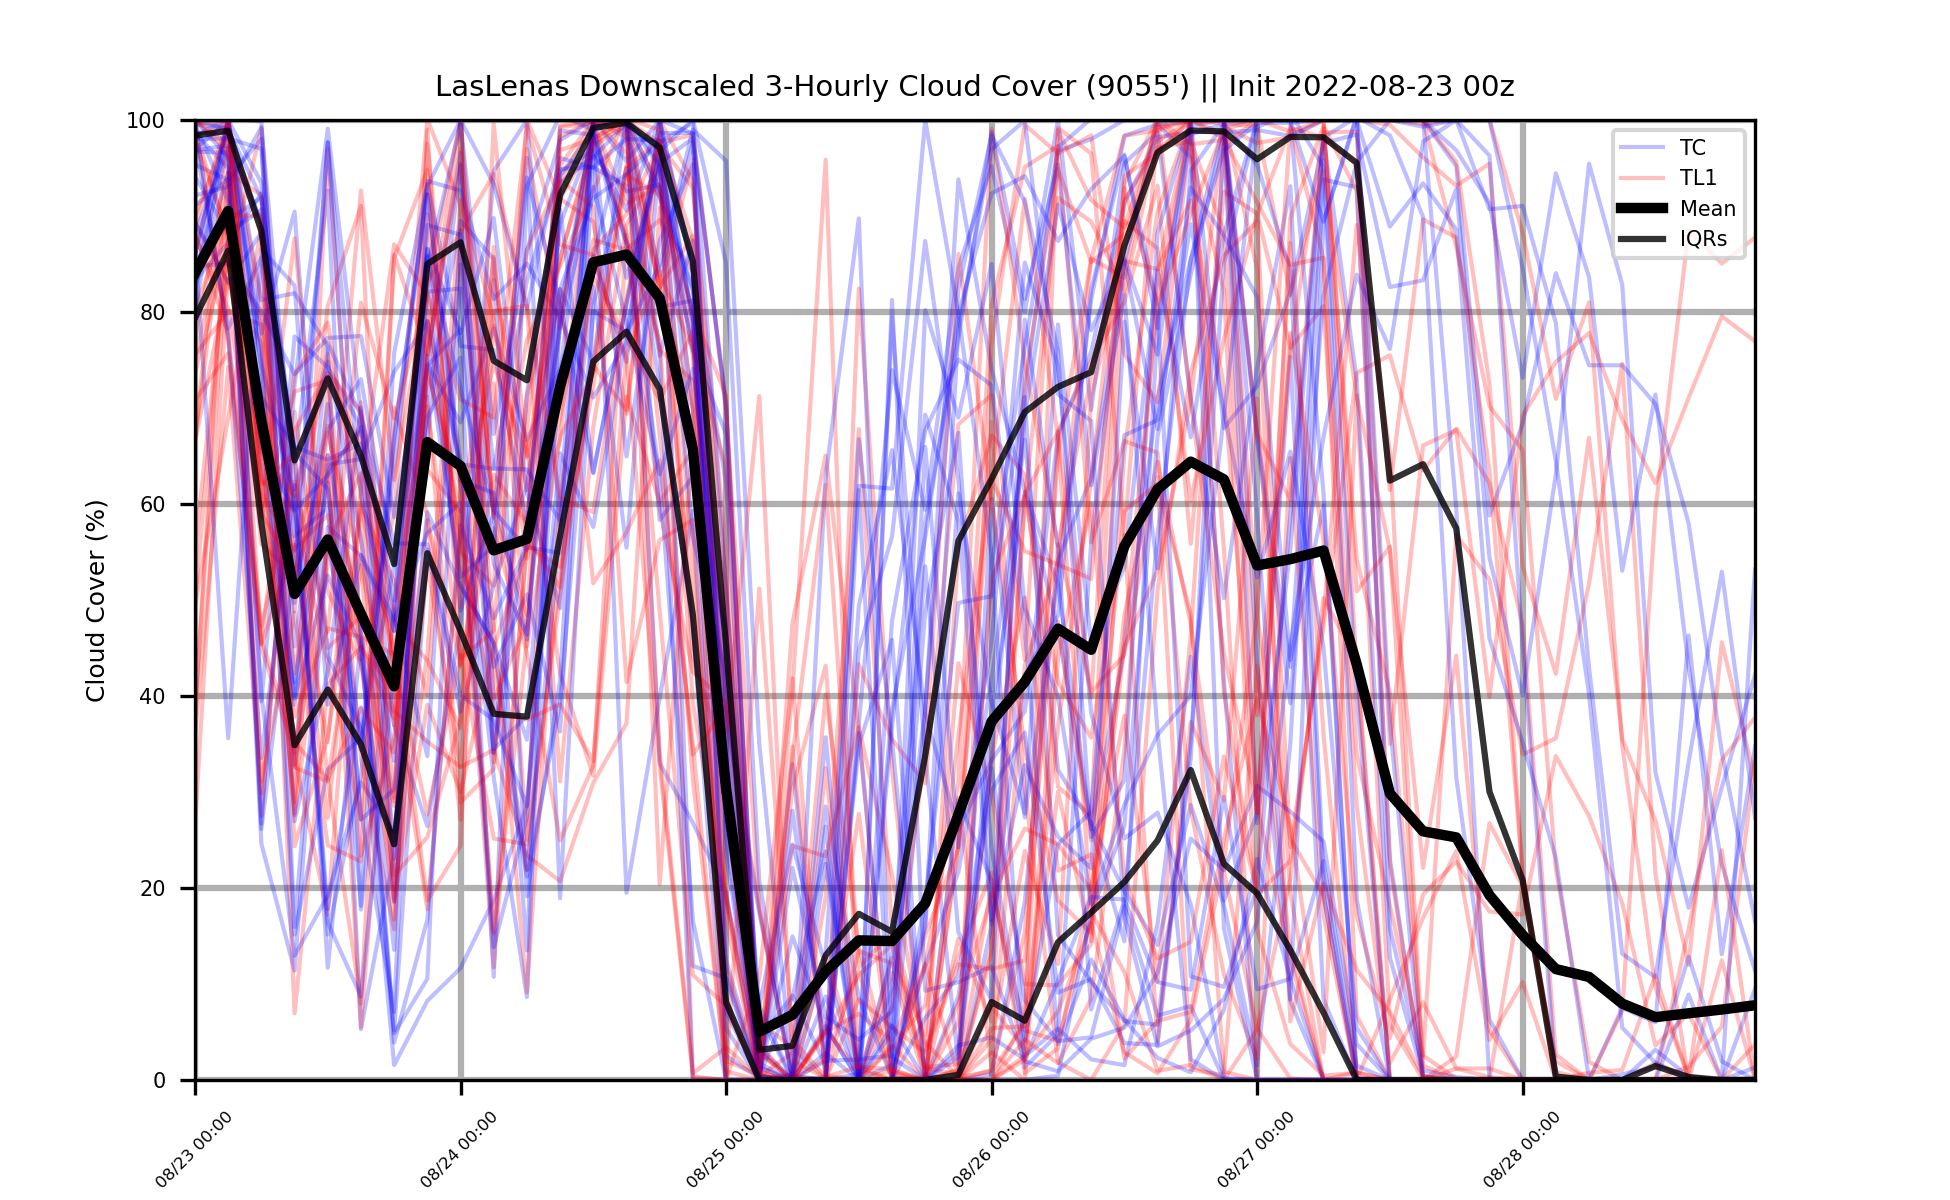 LasLenas Downscaled 3-Hourly Cloud Cover (9055') || Init 2022-08-23 00z
TC
TL1
Mean
IQRs
Cloud Cover (%)
100
80
60
40
20
0
08/23 00:00
08/24 00:00
08/25 00:00
08/26 00:00
08/27 00:00
08/28 00:00